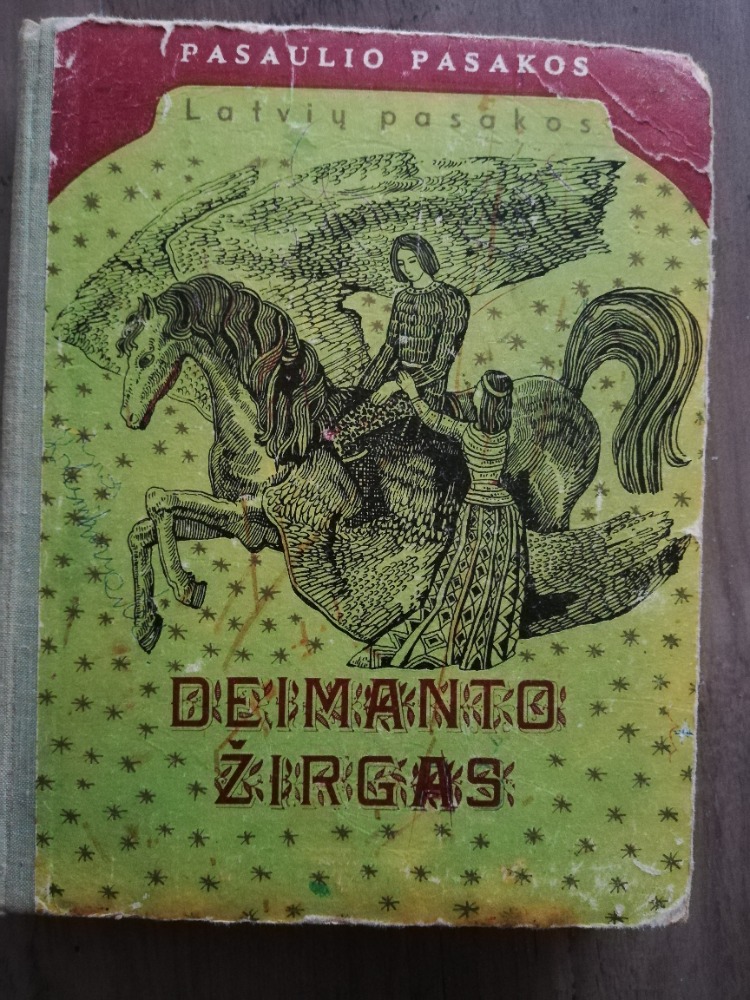 PASAULIO PASAKOS
Latvių pasakos
DEIMANTO
ŽIRGAS